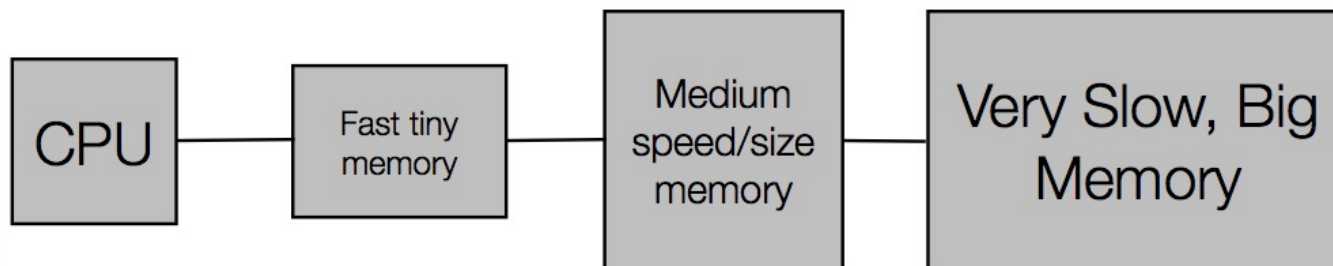 CPU
Fast tiny
memory
Medium
speed/size
memory
Very Slow, Big
Memory